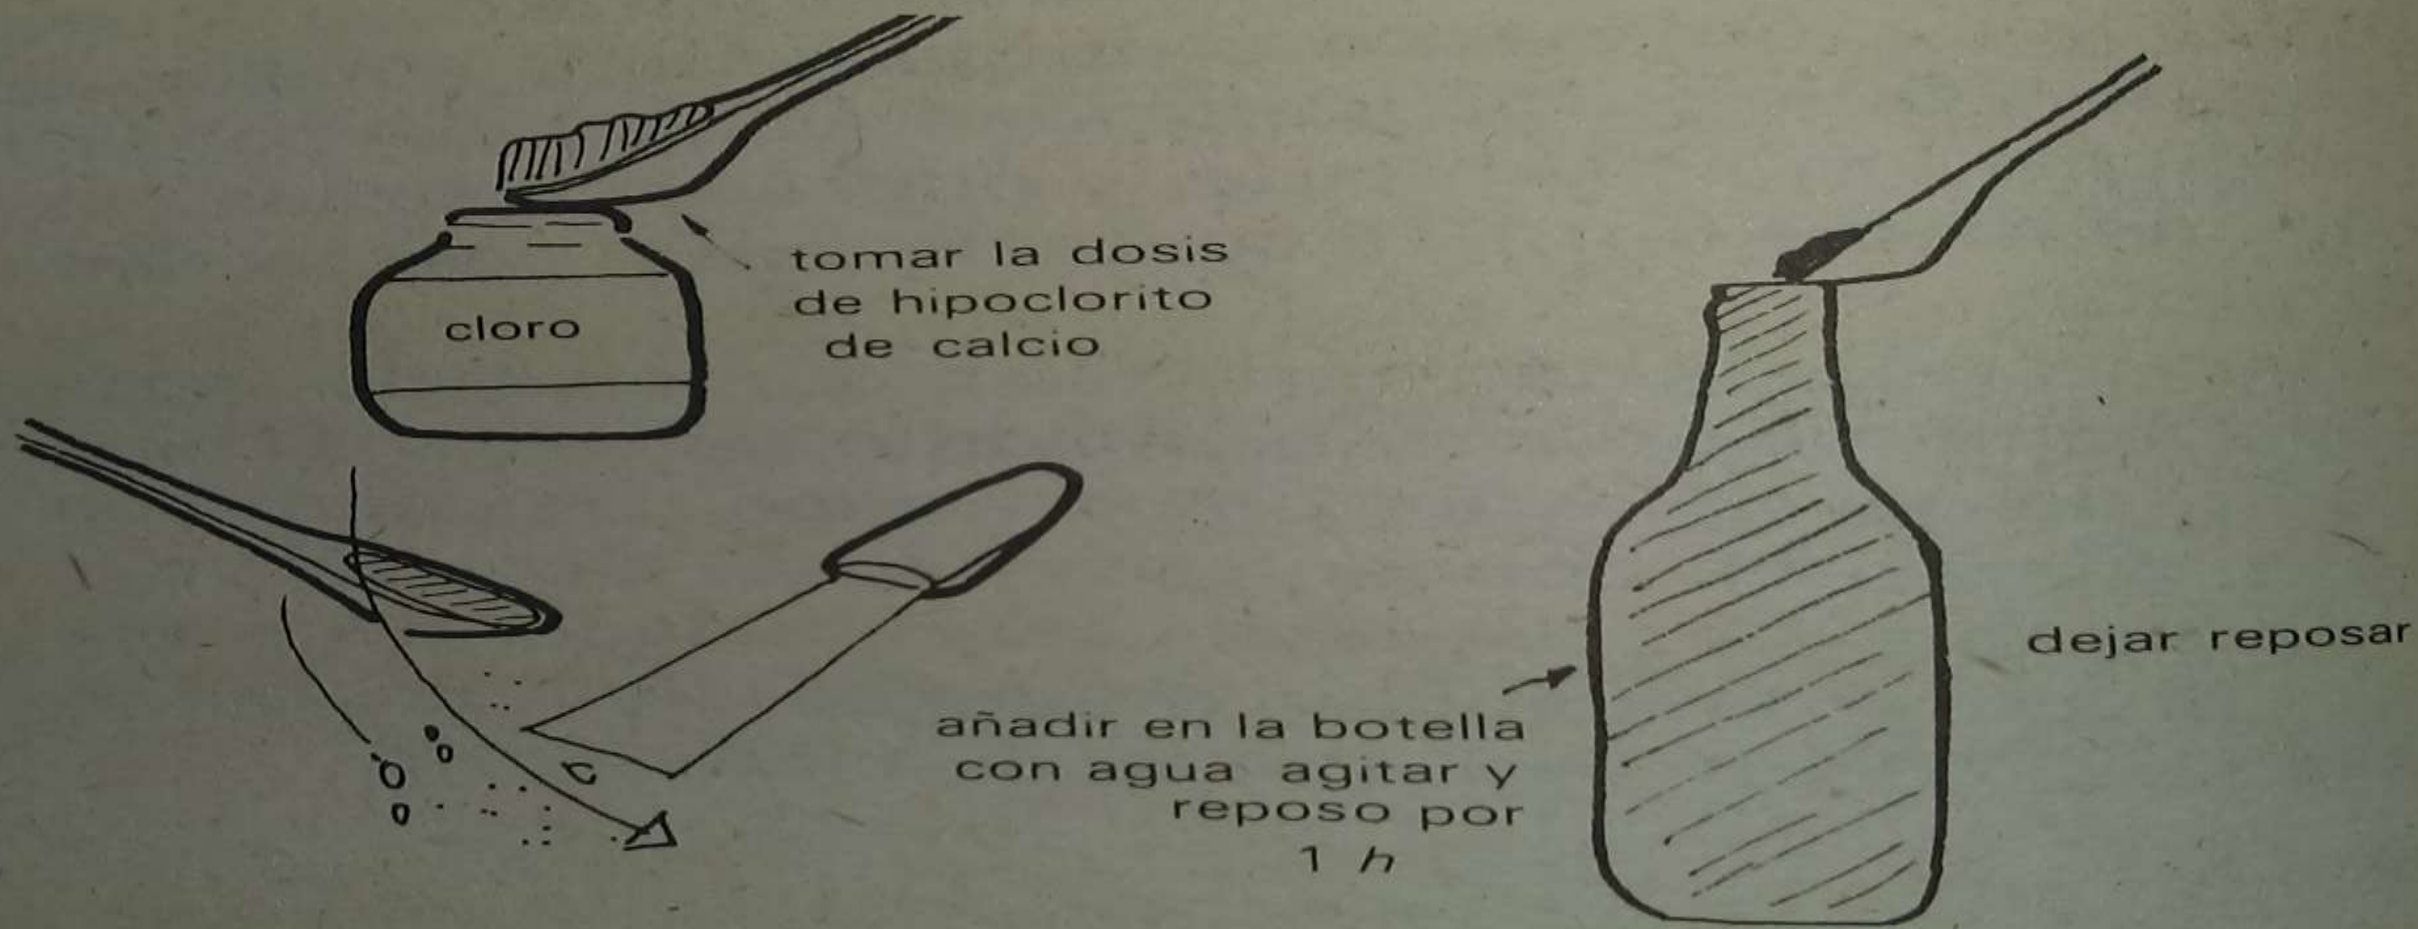 cloro
tomar la dosis
de hipoclorito
de calcio
añadir en la botella
con agua agitar y
reposo por
1 h
dejar reposar